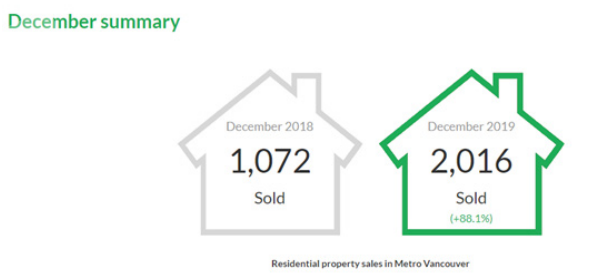 December summary
December 2018
1,072
Sold
December 2019
2,016
Sold
(+88.1%)
Residential property sales in Metro Vancouver